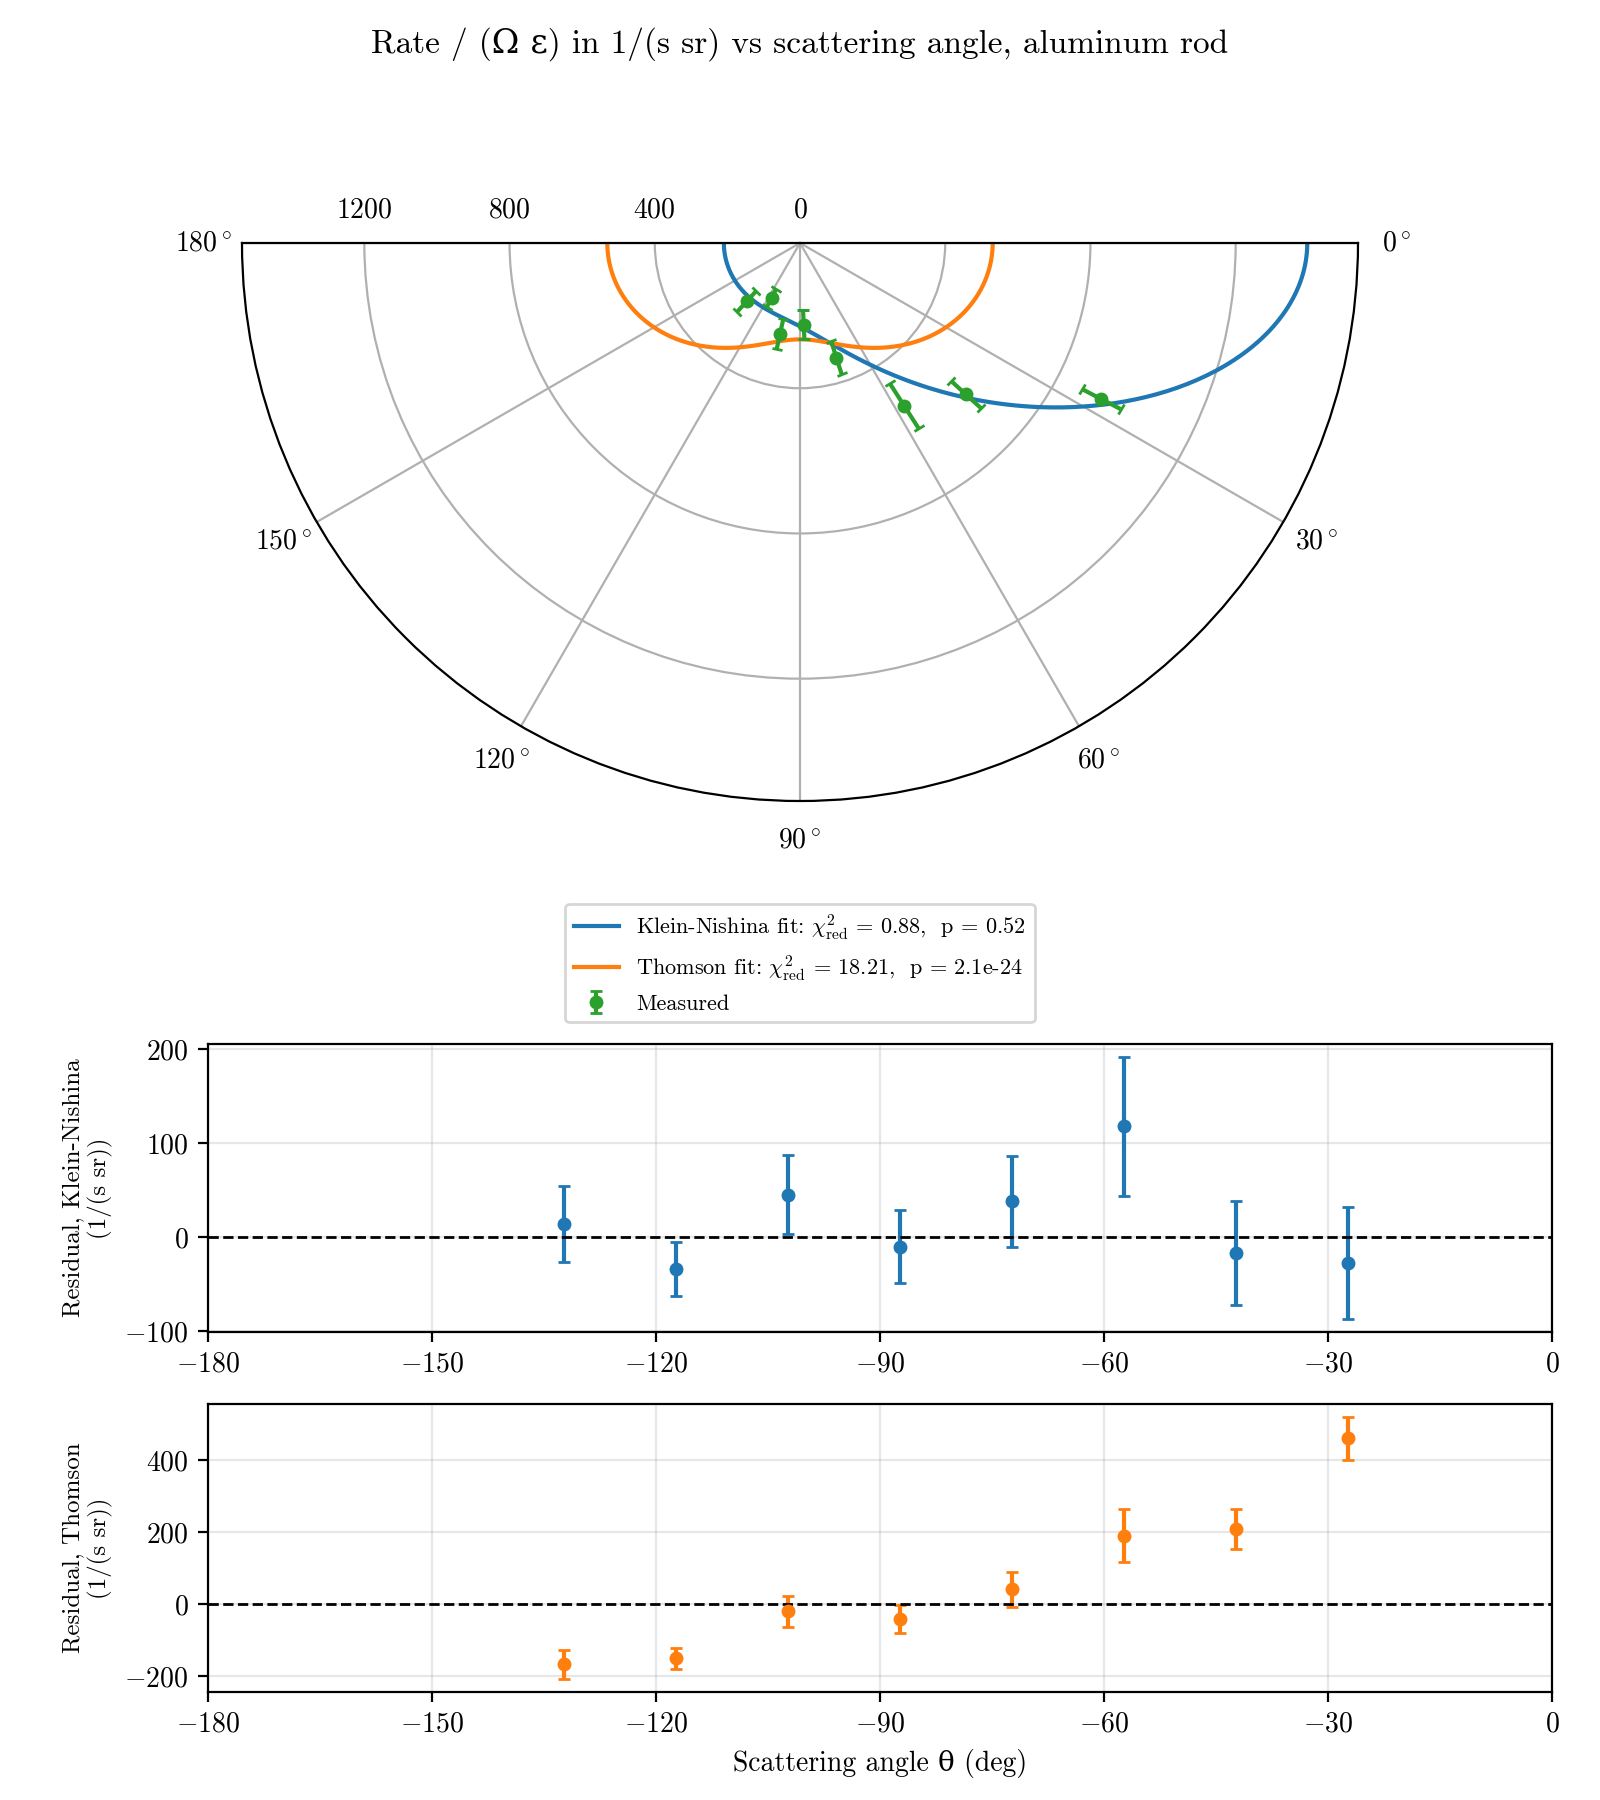 Rate / (Ω ε) in 1/(s sr) vs scattering angle, aluminum rod
1200 800 400 0
180° 0°
150° 30°
120° 60°
90°
Klein-Nishina fit: χ²red = 0.88, p = 0.52
Thomson fit: χ²red = 18.21, p = 2.1e-24
Measured
Residual, Klein-Nishina
(1/(s sr))
200
100
0
−100
−180 −150 −120 −90 −60 −30 0
Residual, Thomson
(1/(s sr))
400
200
0
−200
−180 −150 −120 −90 −60 −30 0
Scattering angle θ (deg)